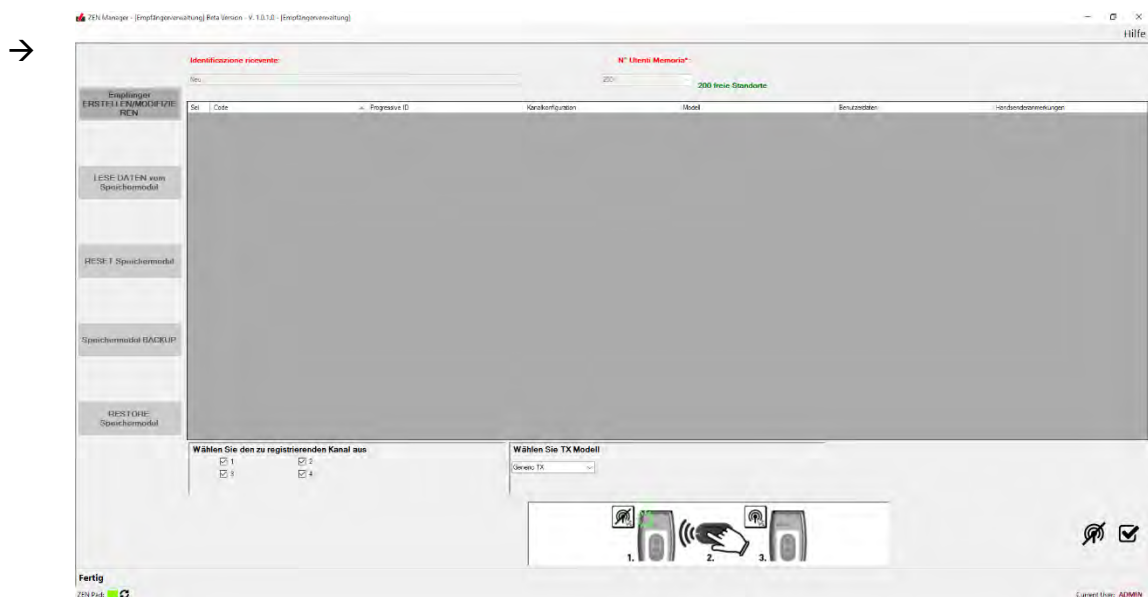 ZEN Manager - [Empfängerverwaltung] Beta Version - V. 1.0.1.0 - [Empfängerverwaltung]
Hilfe
Identificazione ricevente:
N° Utenti Memoria*:
Neu
200
200 freie Standorte
Empfänger
ERSTELLEN/MODIFIZIE
REN
Sel Code Progressive ID Kanalkonfiguration Modell Benutzerdaten Handsenderanmerkungen
LESE DATEN vom
Speichermodul
RESET Speichermodul
Speichermodul BACKUP
RESTORE
Speichermodul
Wählen Sie den zu registrierenden Kanal aus
1 2
3 4
Wählen Sie TX Modell
Generic TX
1. 2. 3.
Fertig
ZEN Pad:
Current User: ADMIN